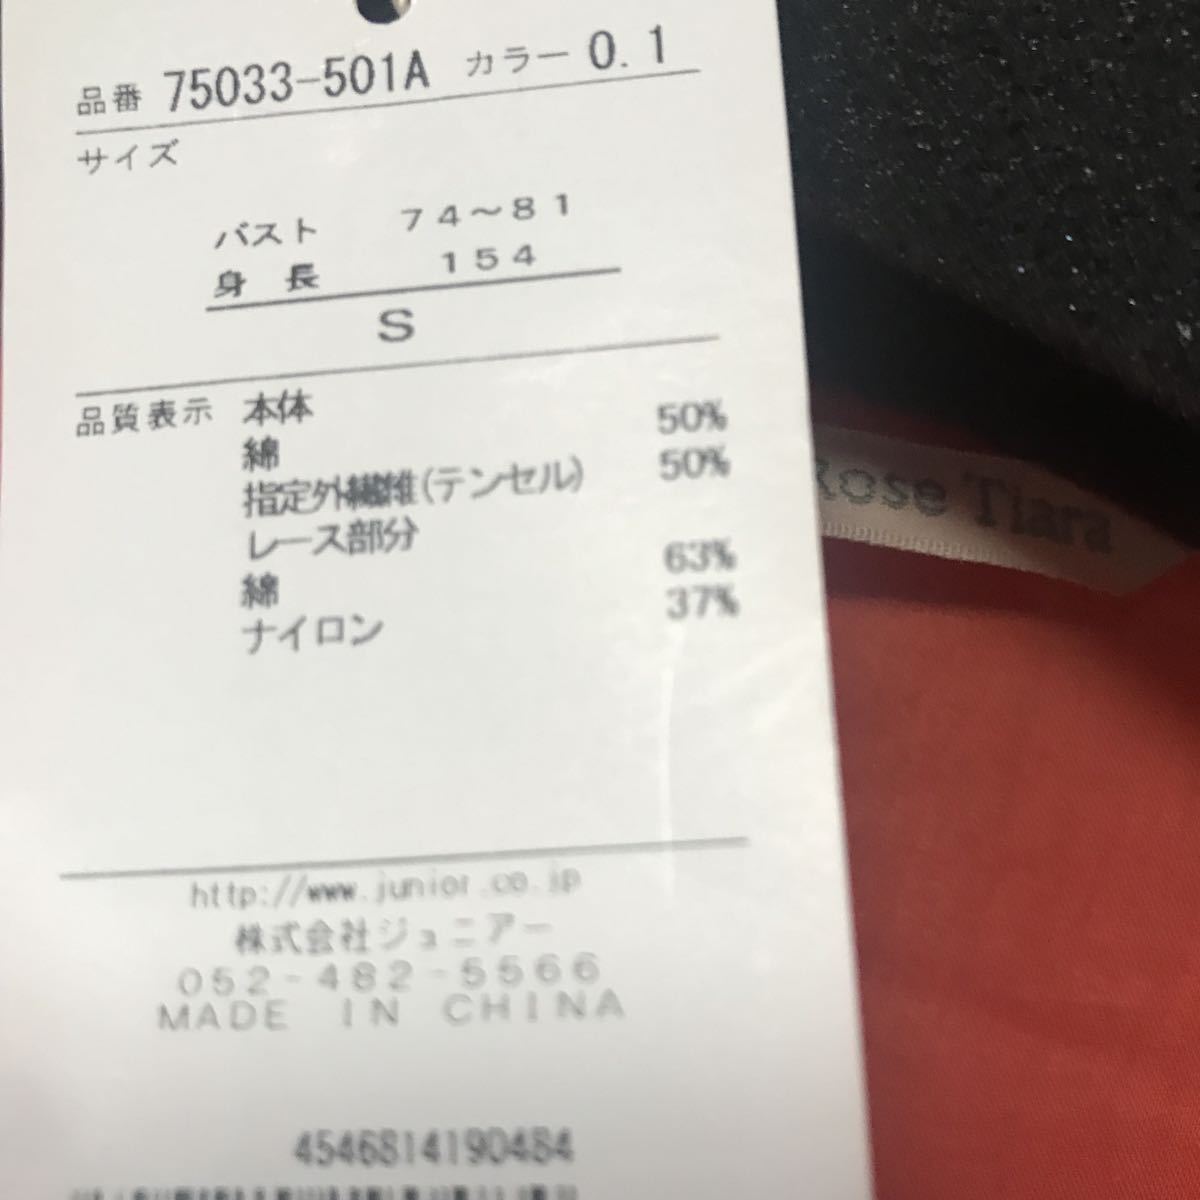 品番 75033-501A カラー 0.1
サイズ
バスト 74～81
身長 154
S
品質表示 本体
綿 50%
指定外繊維(テンセル) 50%
レース部分
綿 63%
ナイロン 37%
http://www.junior.co.jp
株式会社ジュニアー
052-482-5566
MADE IN CHINA
4546814190484
Rose Tiara